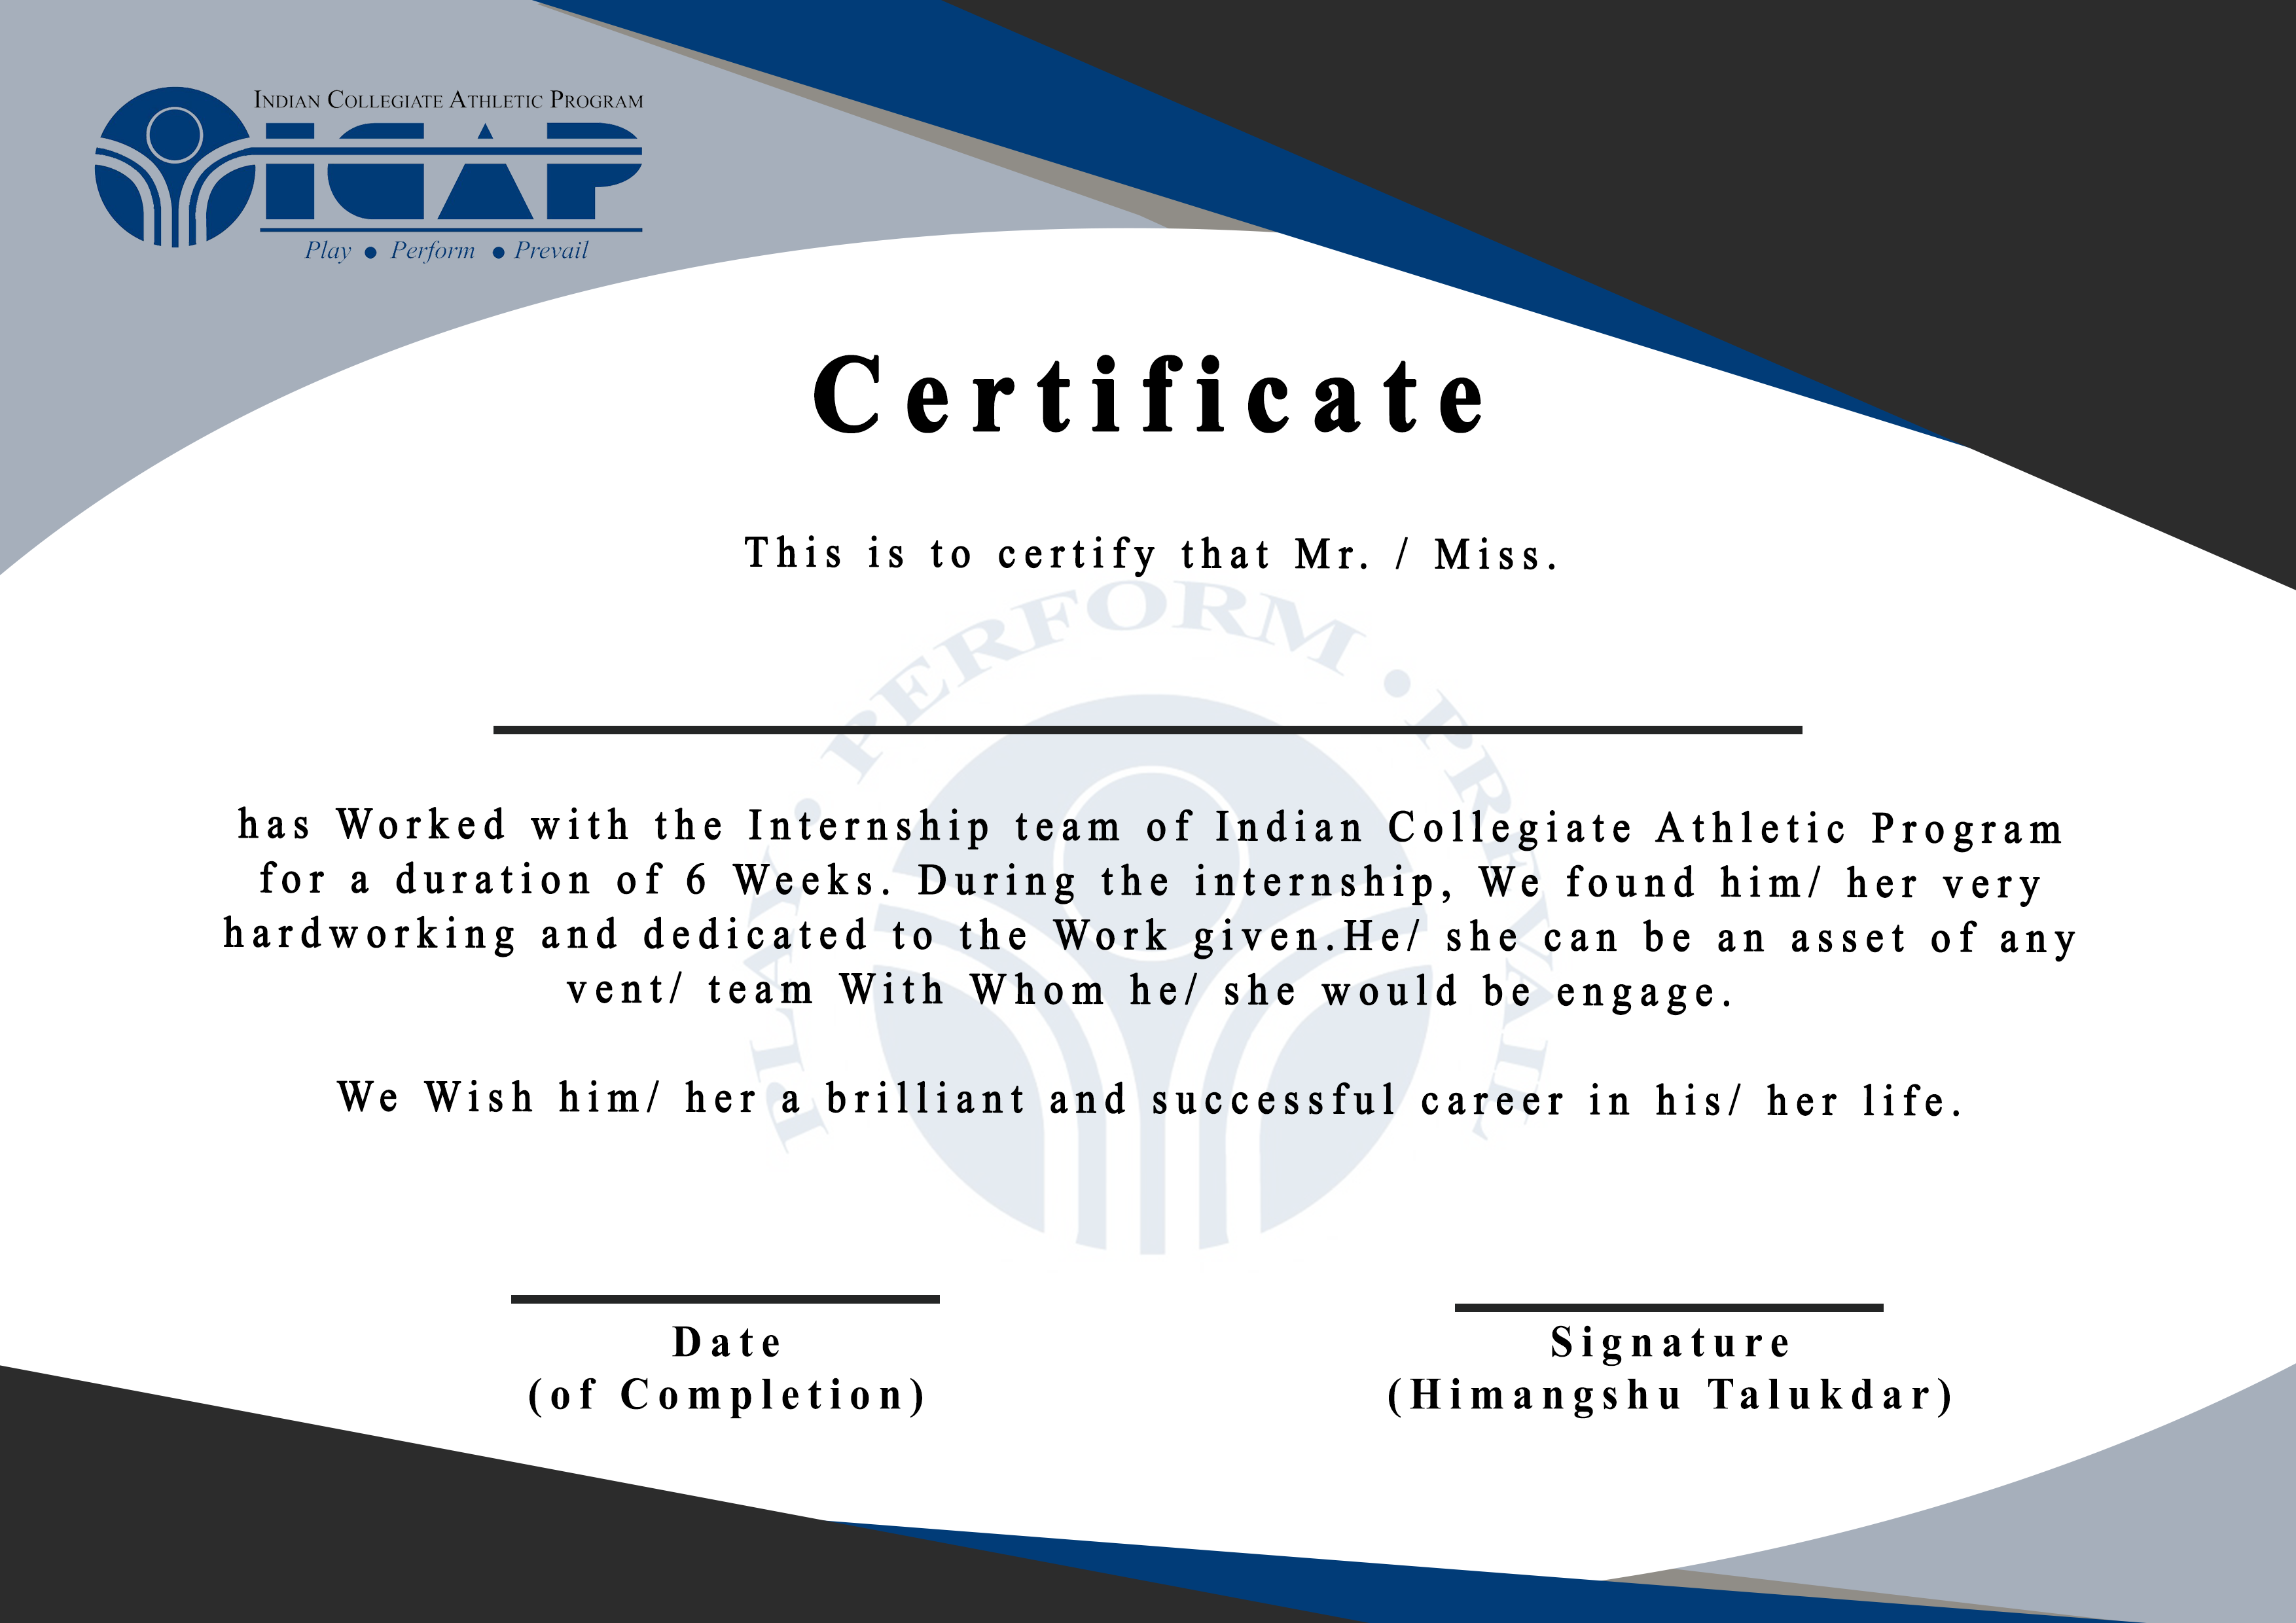 INDIAN COLLEGIATE ATHLETIC PROGRAM
ICAP
Play • Perform • Prevail
Certificate
This is to certify that Mr. / Miss.
PLAY • PERFORM • PREVAIL
has Worked with the Internship team of Indian Collegiate Athletic Program
for a duration of 6 Weeks. During the internship, We found him/ her very
hardworking and dedicated to the Work given.He/ she can be an asset of any
vent/ team With Whom he/ she would be engage.
We Wish him/ her a brilliant and successful career in his/ her life.
Date
(of Completion)
Signature
(Himangshu Talukdar)